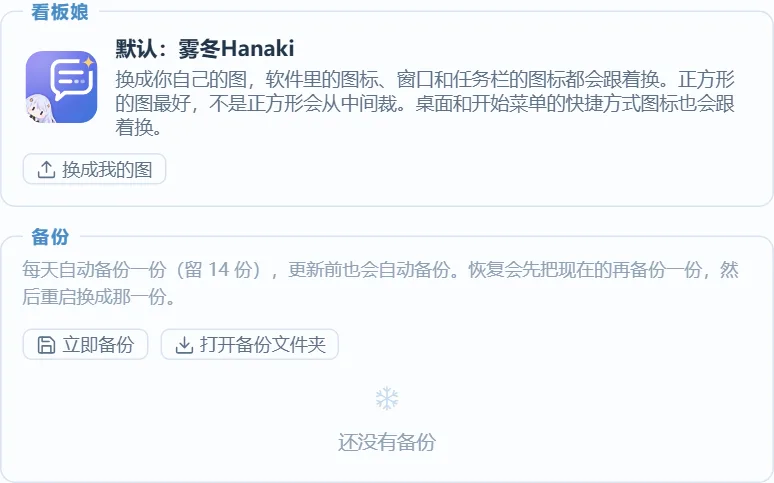 看板娘
默认：雾冬Hanaki
换成你自己的图，软件里的图标、窗口和任务栏的图标都会跟着换。正方形
的图最好，不是正方形会从中间裁。桌面和开始菜单的快捷方式图标也会跟
着换。
换成我的图
备份
每天自动备份一份（留 14 份），更新前也会自动备份。恢复会先把现在的再备份一份，然
后重启换成那一份。
立即备份
打开备份文件夹
还没有备份